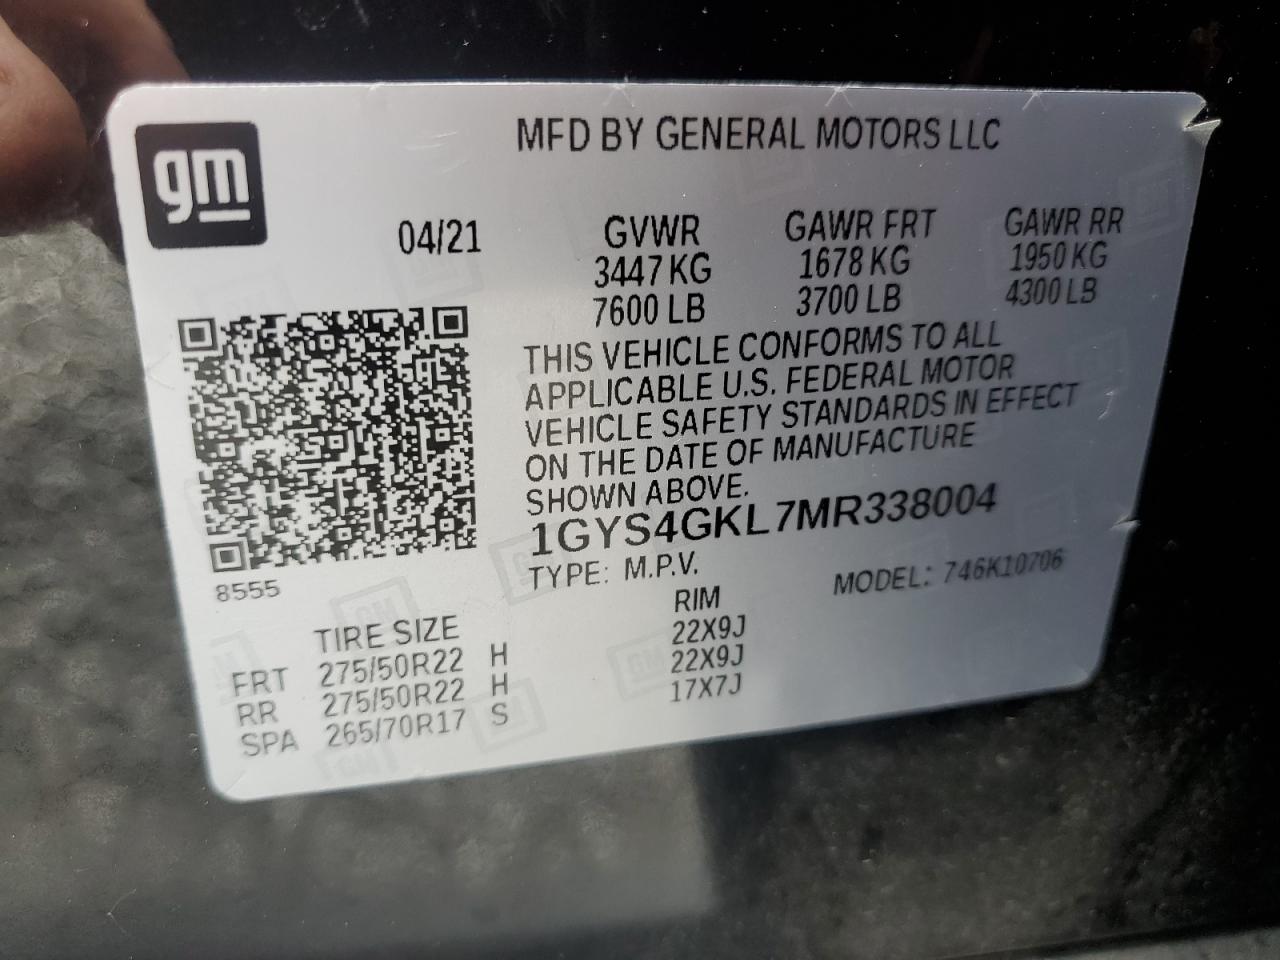 gm
MFD BY GENERAL MOTORS LLC
04/21
GVWR GAWR FRT GAWR RR
3447 KG 1678 KG 1950 KG
7600 LB 3700 LB 4300 LB
THIS VEHICLE CONFORMS TO ALL
APPLICABLE U.S. FEDERAL MOTOR
VEHICLE SAFETY STANDARDS IN EFFECT
ON THE DATE OF MANUFACTURE
SHOWN ABOVE.
1GYS4GKL7MR338004
TYPE: M.P.V. MODEL: 746K10706
8555
TIRE SIZE RIM
FRT 275/50R22 H 22X9J
RR 275/50R22 H 22X9J
SPA 265/70R17 S 17X7J